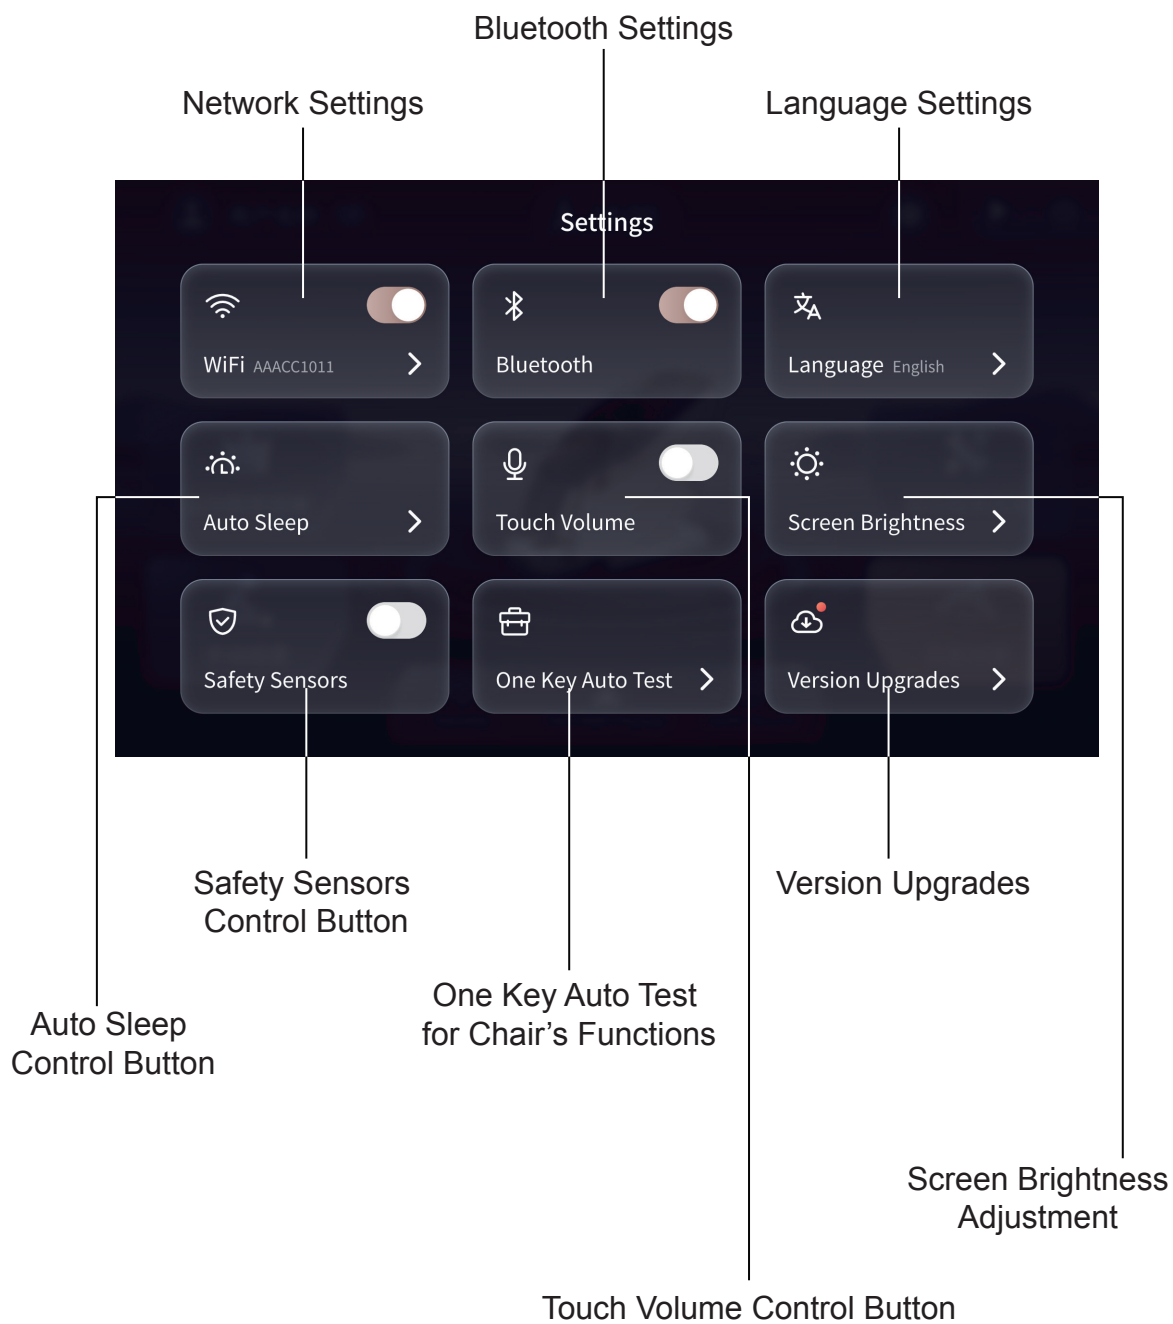 Bluetooth Settings
Network Settings
Language Settings
Settings
WiFi AAACC1011
Bluetooth
文A
Language English
Auto Sleep
Touch Volume
Screen Brightness
Safety Sensors
One Key Auto Test
Version Upgrades
Safety Sensors
Control Button
Version Upgrades
One Key Auto Test
for Chair’s Functions
Auto Sleep
Control Button
Screen Brightness
Adjustment
Touch Volume Control Button